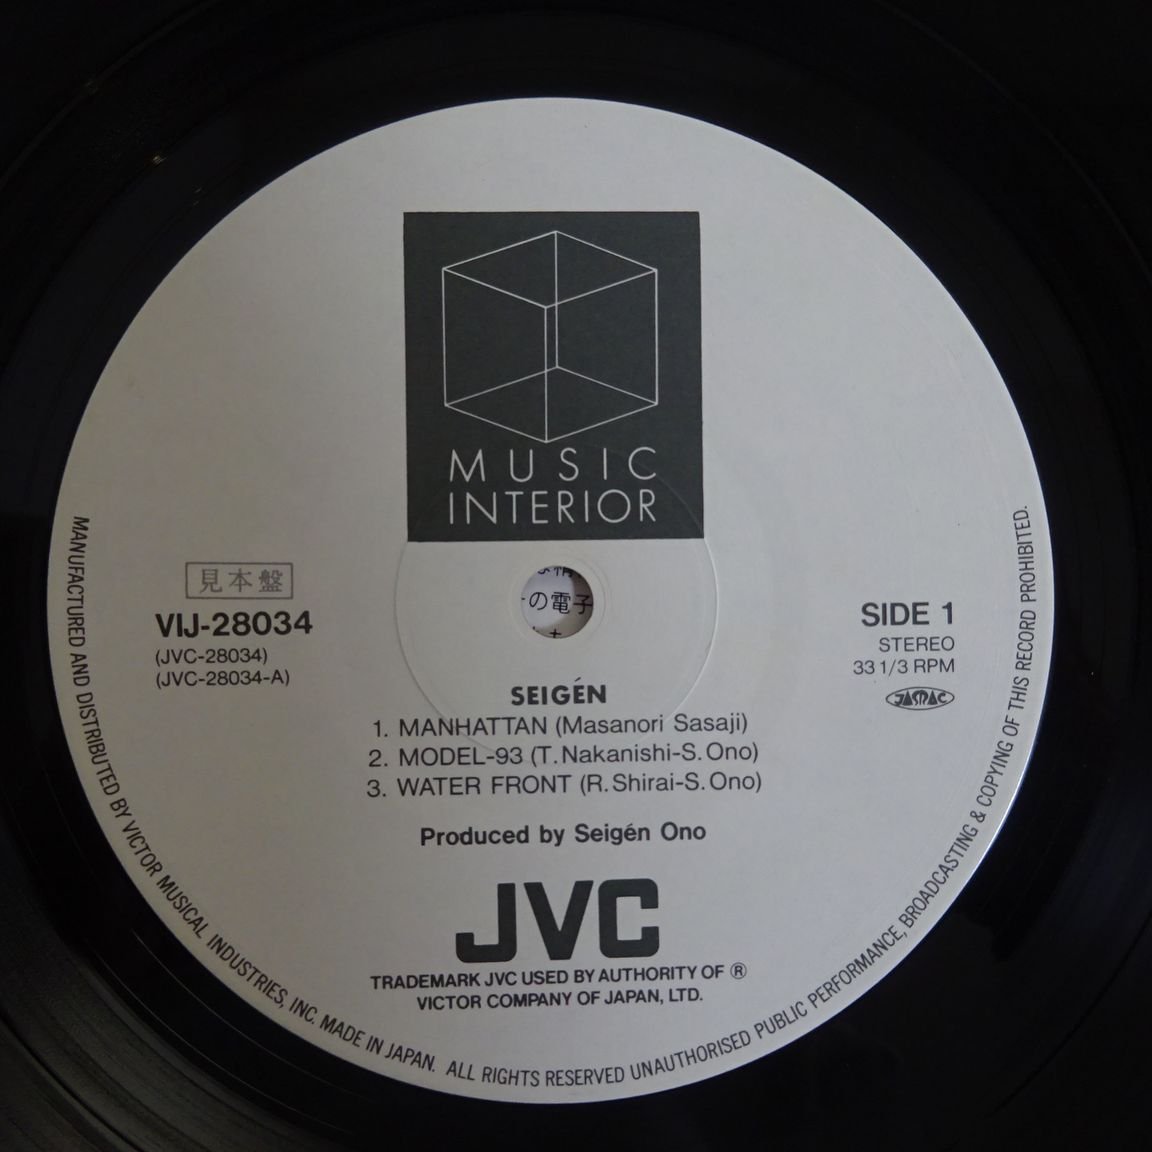 MUSIC
INTERIOR
見本盤
VIJ-28034
(JVC-28034)
(JVC-28034-A)
の電子
SIDE 1
STEREO
33 1/3 RPM
JASRAC
SEIGÉN
1. MANHATTAN (Masanori Sasaji)
2. MODEL-93 (T. Nakanishi-S. Ono)
3. WATER FRONT (R. Shirai-S. Ono)
Produced by Seigén Ono
JVC
TRADEMARK JVC USED BY AUTHORITY OF ®
VICTOR COMPANY OF JAPAN, LTD.
MANUFACTURED AND DISTRIBUTED BY VICTOR MUSICAL INDUSTRIES, INC. MADE IN JAPAN. ALL RIGHTS RESERVED UNAUTHORISED PUBLIC PERFORMANCE, BROADCASTING & COPYING OF THIS RECORD PROHIBITED.